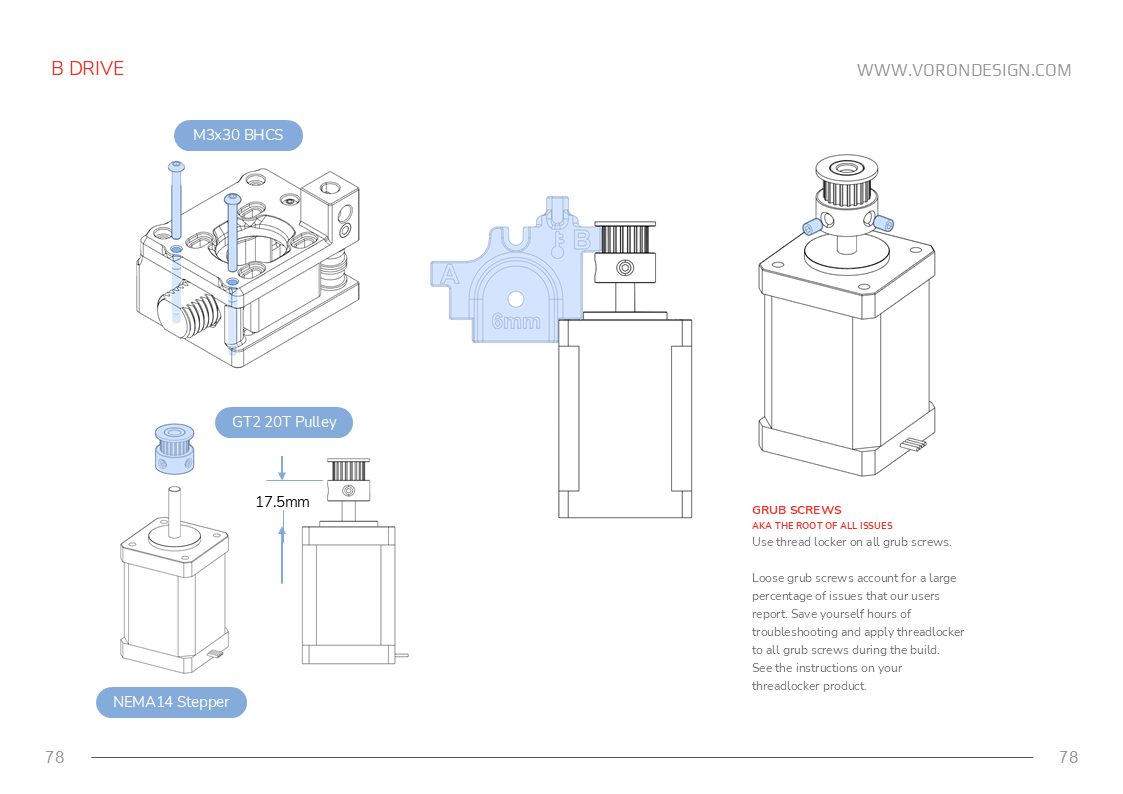 B DRIVE
WWW.VORONDESIGN.COM
M3x30 BHCS
A
B
6mm
GT2 20T Pulley
17.5mm
NEMA14 Stepper
GRUB SCREWS
AKA THE ROOT OF ALL ISSUES
Use thread locker on all grub screws.
Loose grub screws account for a large
percentage of issues that our users
report. Save yourself hours of
troubleshooting and apply threadlocker
to all grub screws during the build.
See the instructions on your
threadlocker product.
78
78